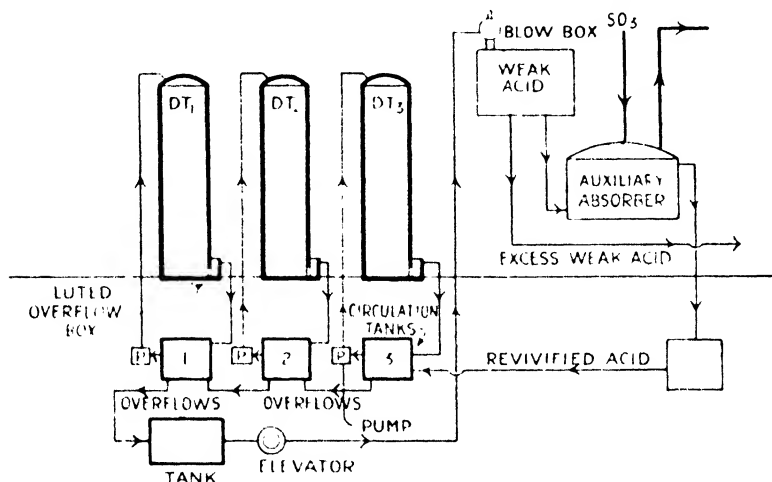 BLOW BOX
SO3
WEAK
ACID
DT1
DT2
DT3
AUXILIARY
ABSORBER
EXCESS WEAK ACID
LUTED
OVERFLOW
BOX
CIRCULATION
TANKS
P
1
P
2
P
3
REVIVIFIED ACID
OVERFLOWS
OVERFLOWS
PUMP
ELEVATOR
TANK